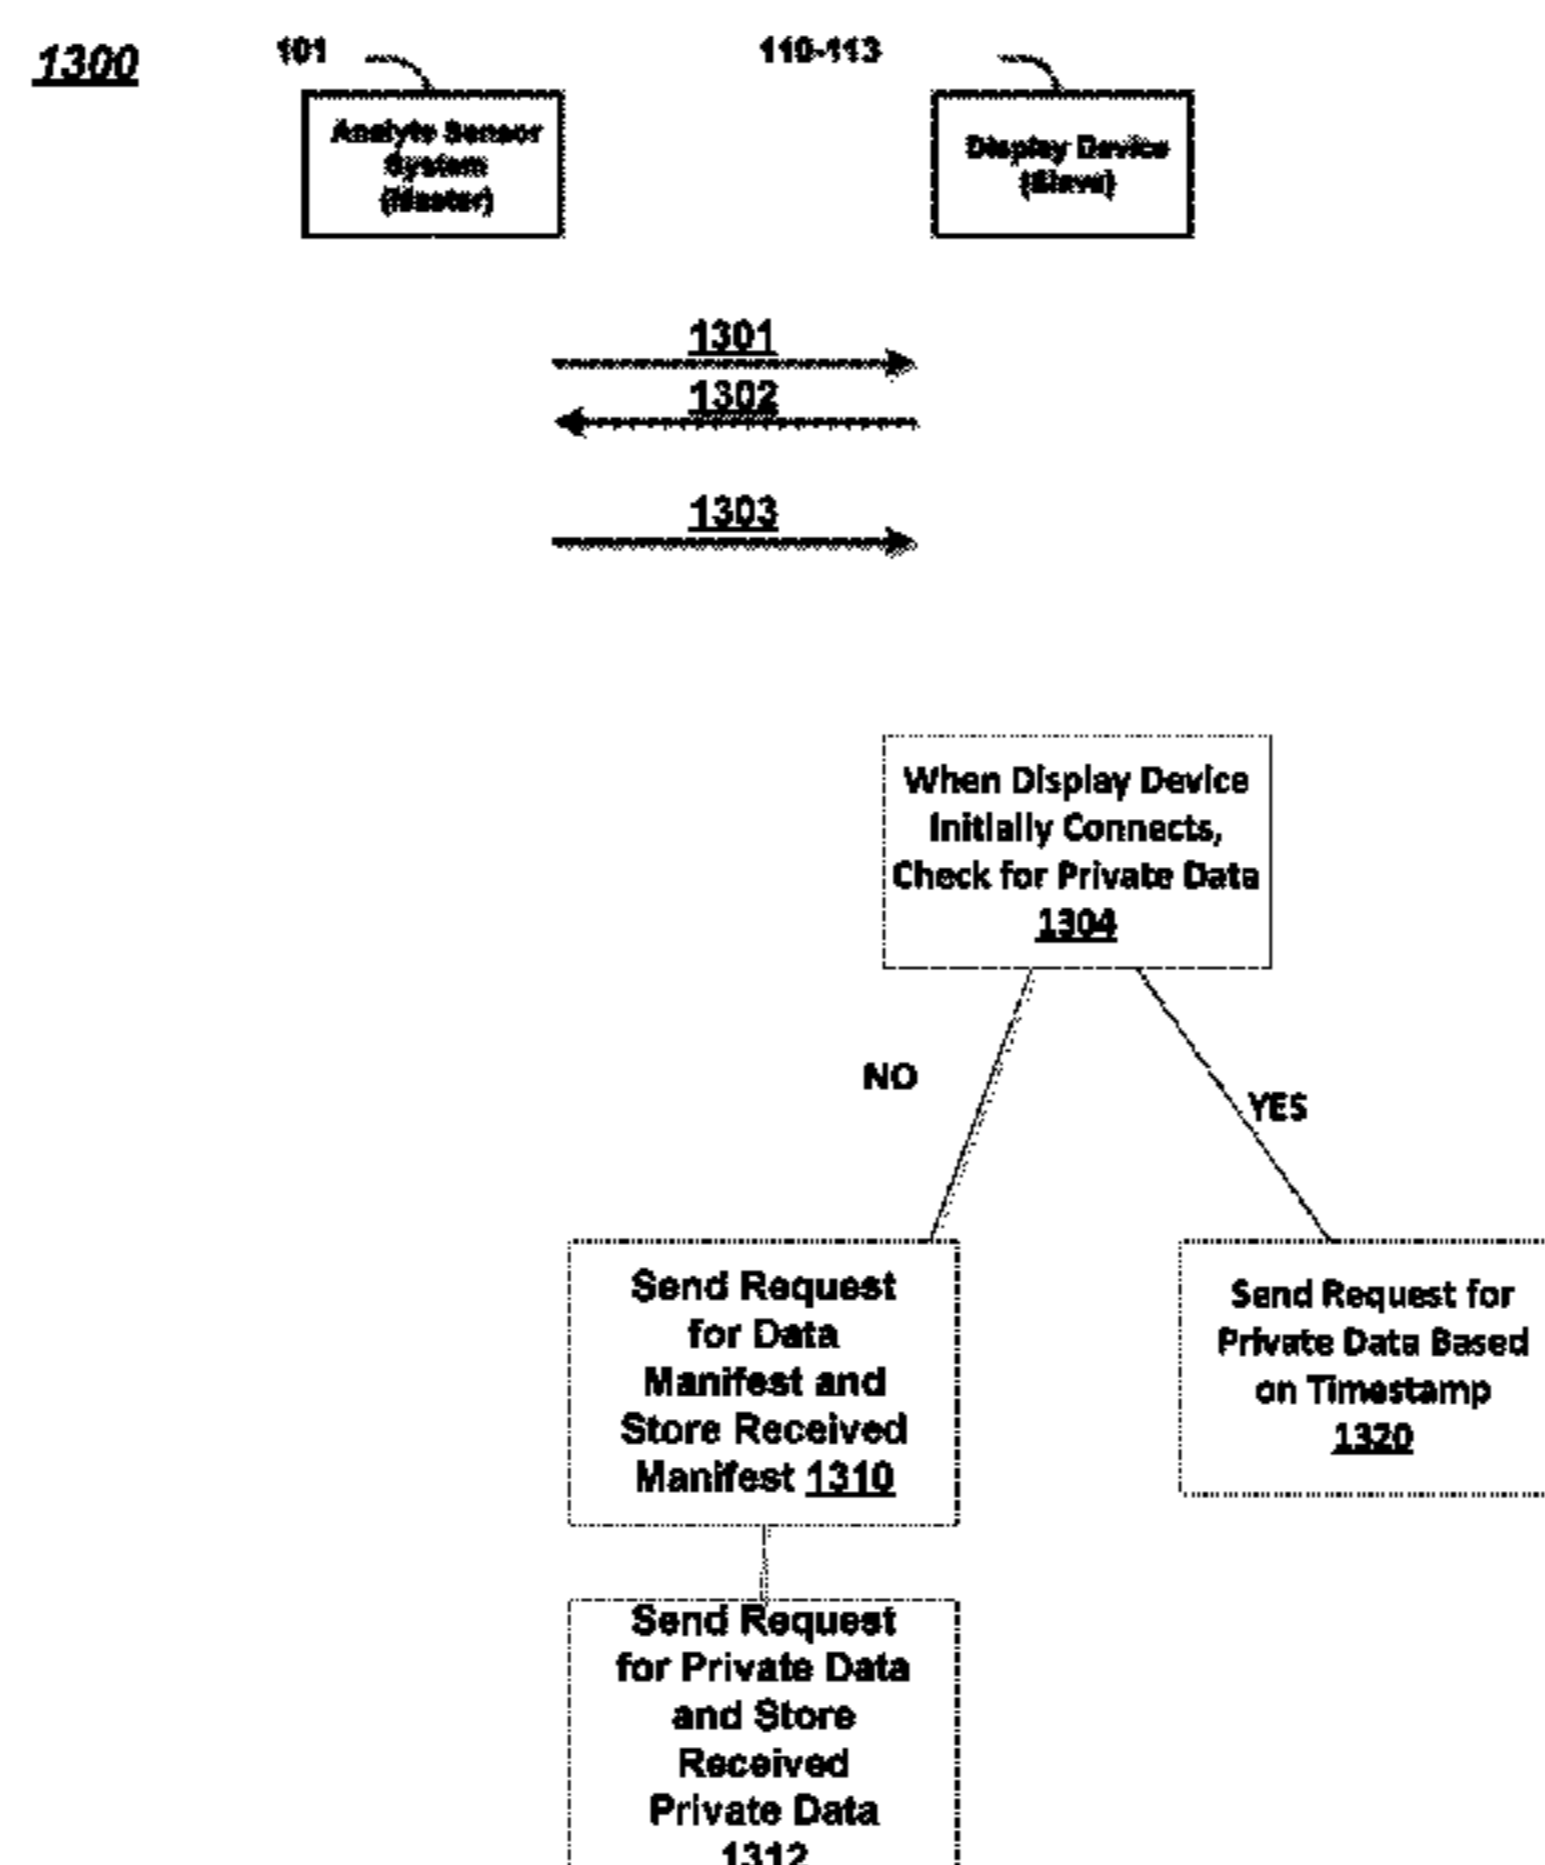 1300
101
110-113
Analyte Sensor
System
(Master)
Display Device
(Slave)
1301
1302
1303
When Display Device
Initially Connects,
Check for Private Data
1304
NO
YES
Send Request
for Data
Manifest and
Store Received
Manifest 1310
Send Request for
Private Data Based
on Timestamp
1320
Send Request
for Private Data
and Store
Received
Private Data
1312